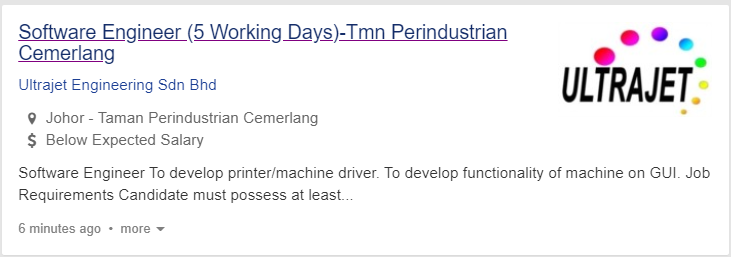 Software Engineer (5 Working Days)-Tmn Perindustrian
Cemerlang
Ultrajet Engineering Sdn Bhd
ULTRAJET
Johor - Taman Perindustrian Cemerlang
$ Below Expected Salary
Software Engineer To develop printer/machine driver. To develop functionality of machine on GUI. Job
Requirements Candidate must possess at least...
6 minutes ago • more